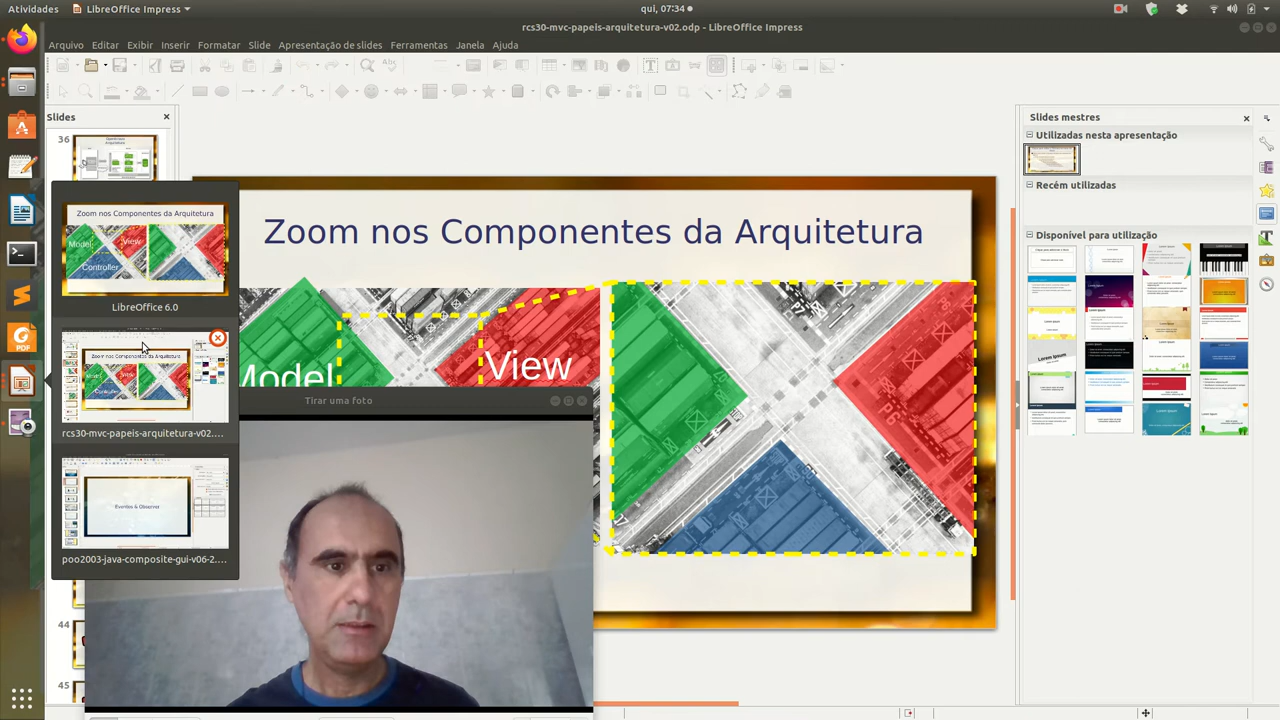 Atividades
LibreOffice Impress
qui, 07:34
rcs30-mvc-papeis-arquitetura-v02.odp - LibreOffice Impress
Arquivo Editar Exibir Inserir Formatar Slide Apresentação de slides Ferramentas Janela Ajuda
Slides
36
Zoom nos Componentes da Arquitetura
Model
View
Controller
LibreOffice 6.0
Zoom nos Componentes da Arquitetura
rcs30-mvc-papeis-arquitetura-v02....
Eventos & Observer
poo2003-java-composite-gui-v06-2....
44
45
Zoom nos Componentes da Arquitetura
Model
View
Tirar uma foto
Slides mestres
Utilizadas nesta apresentação
Recém utilizadas
Disponível para utilização
PDF